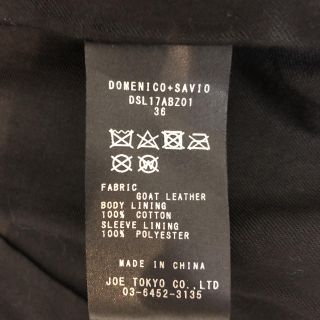 DOMENICO+SAVIO
DSL17ABZ01
36
FABRIC
GOAT LEATHER
BODY LINING
100% COTTON
SLEEVE LINING
100% POLYESTER
MADE IN CHINA
JOE TOKYO CO.,LTD
03-6452-3135